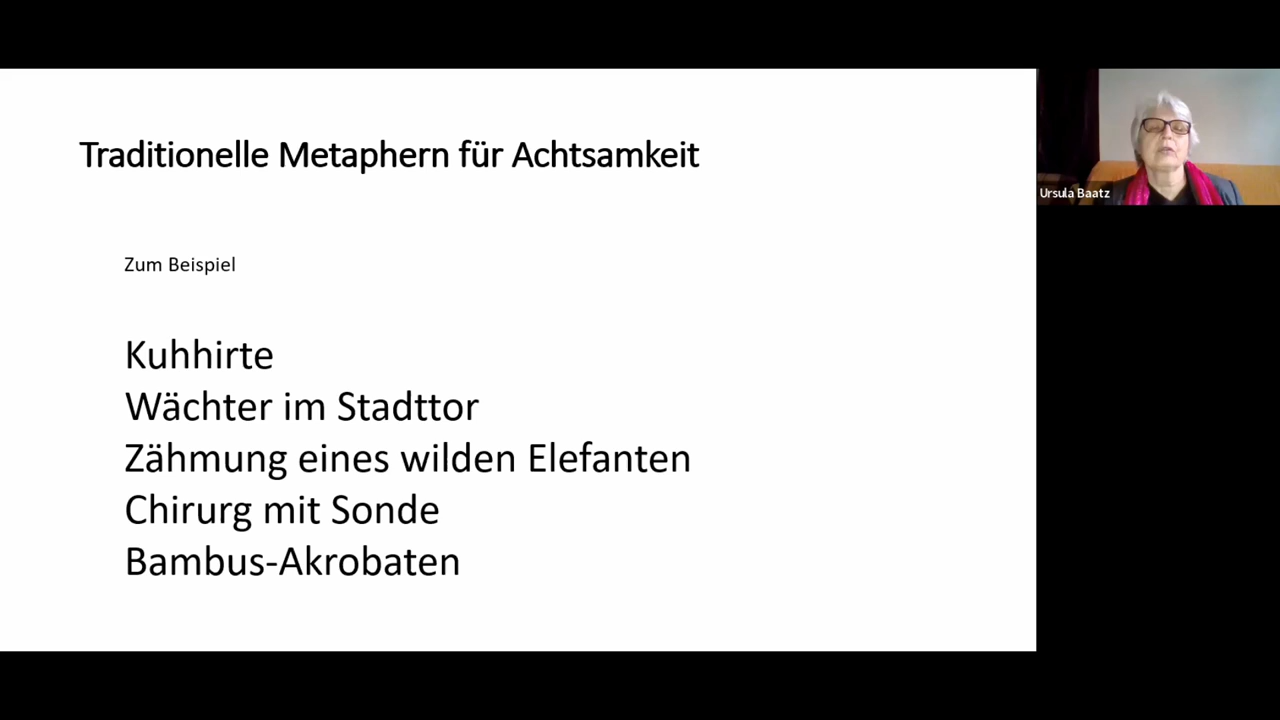 Traditionelle Metaphern für Achtsamkeit
Zum Beispiel
Kuhhirte
Wächter im Stadttor
Zähmung eines wilden Elefanten
Chirurg mit Sonde
Bambus-Akrobaten
Ursula Baatz